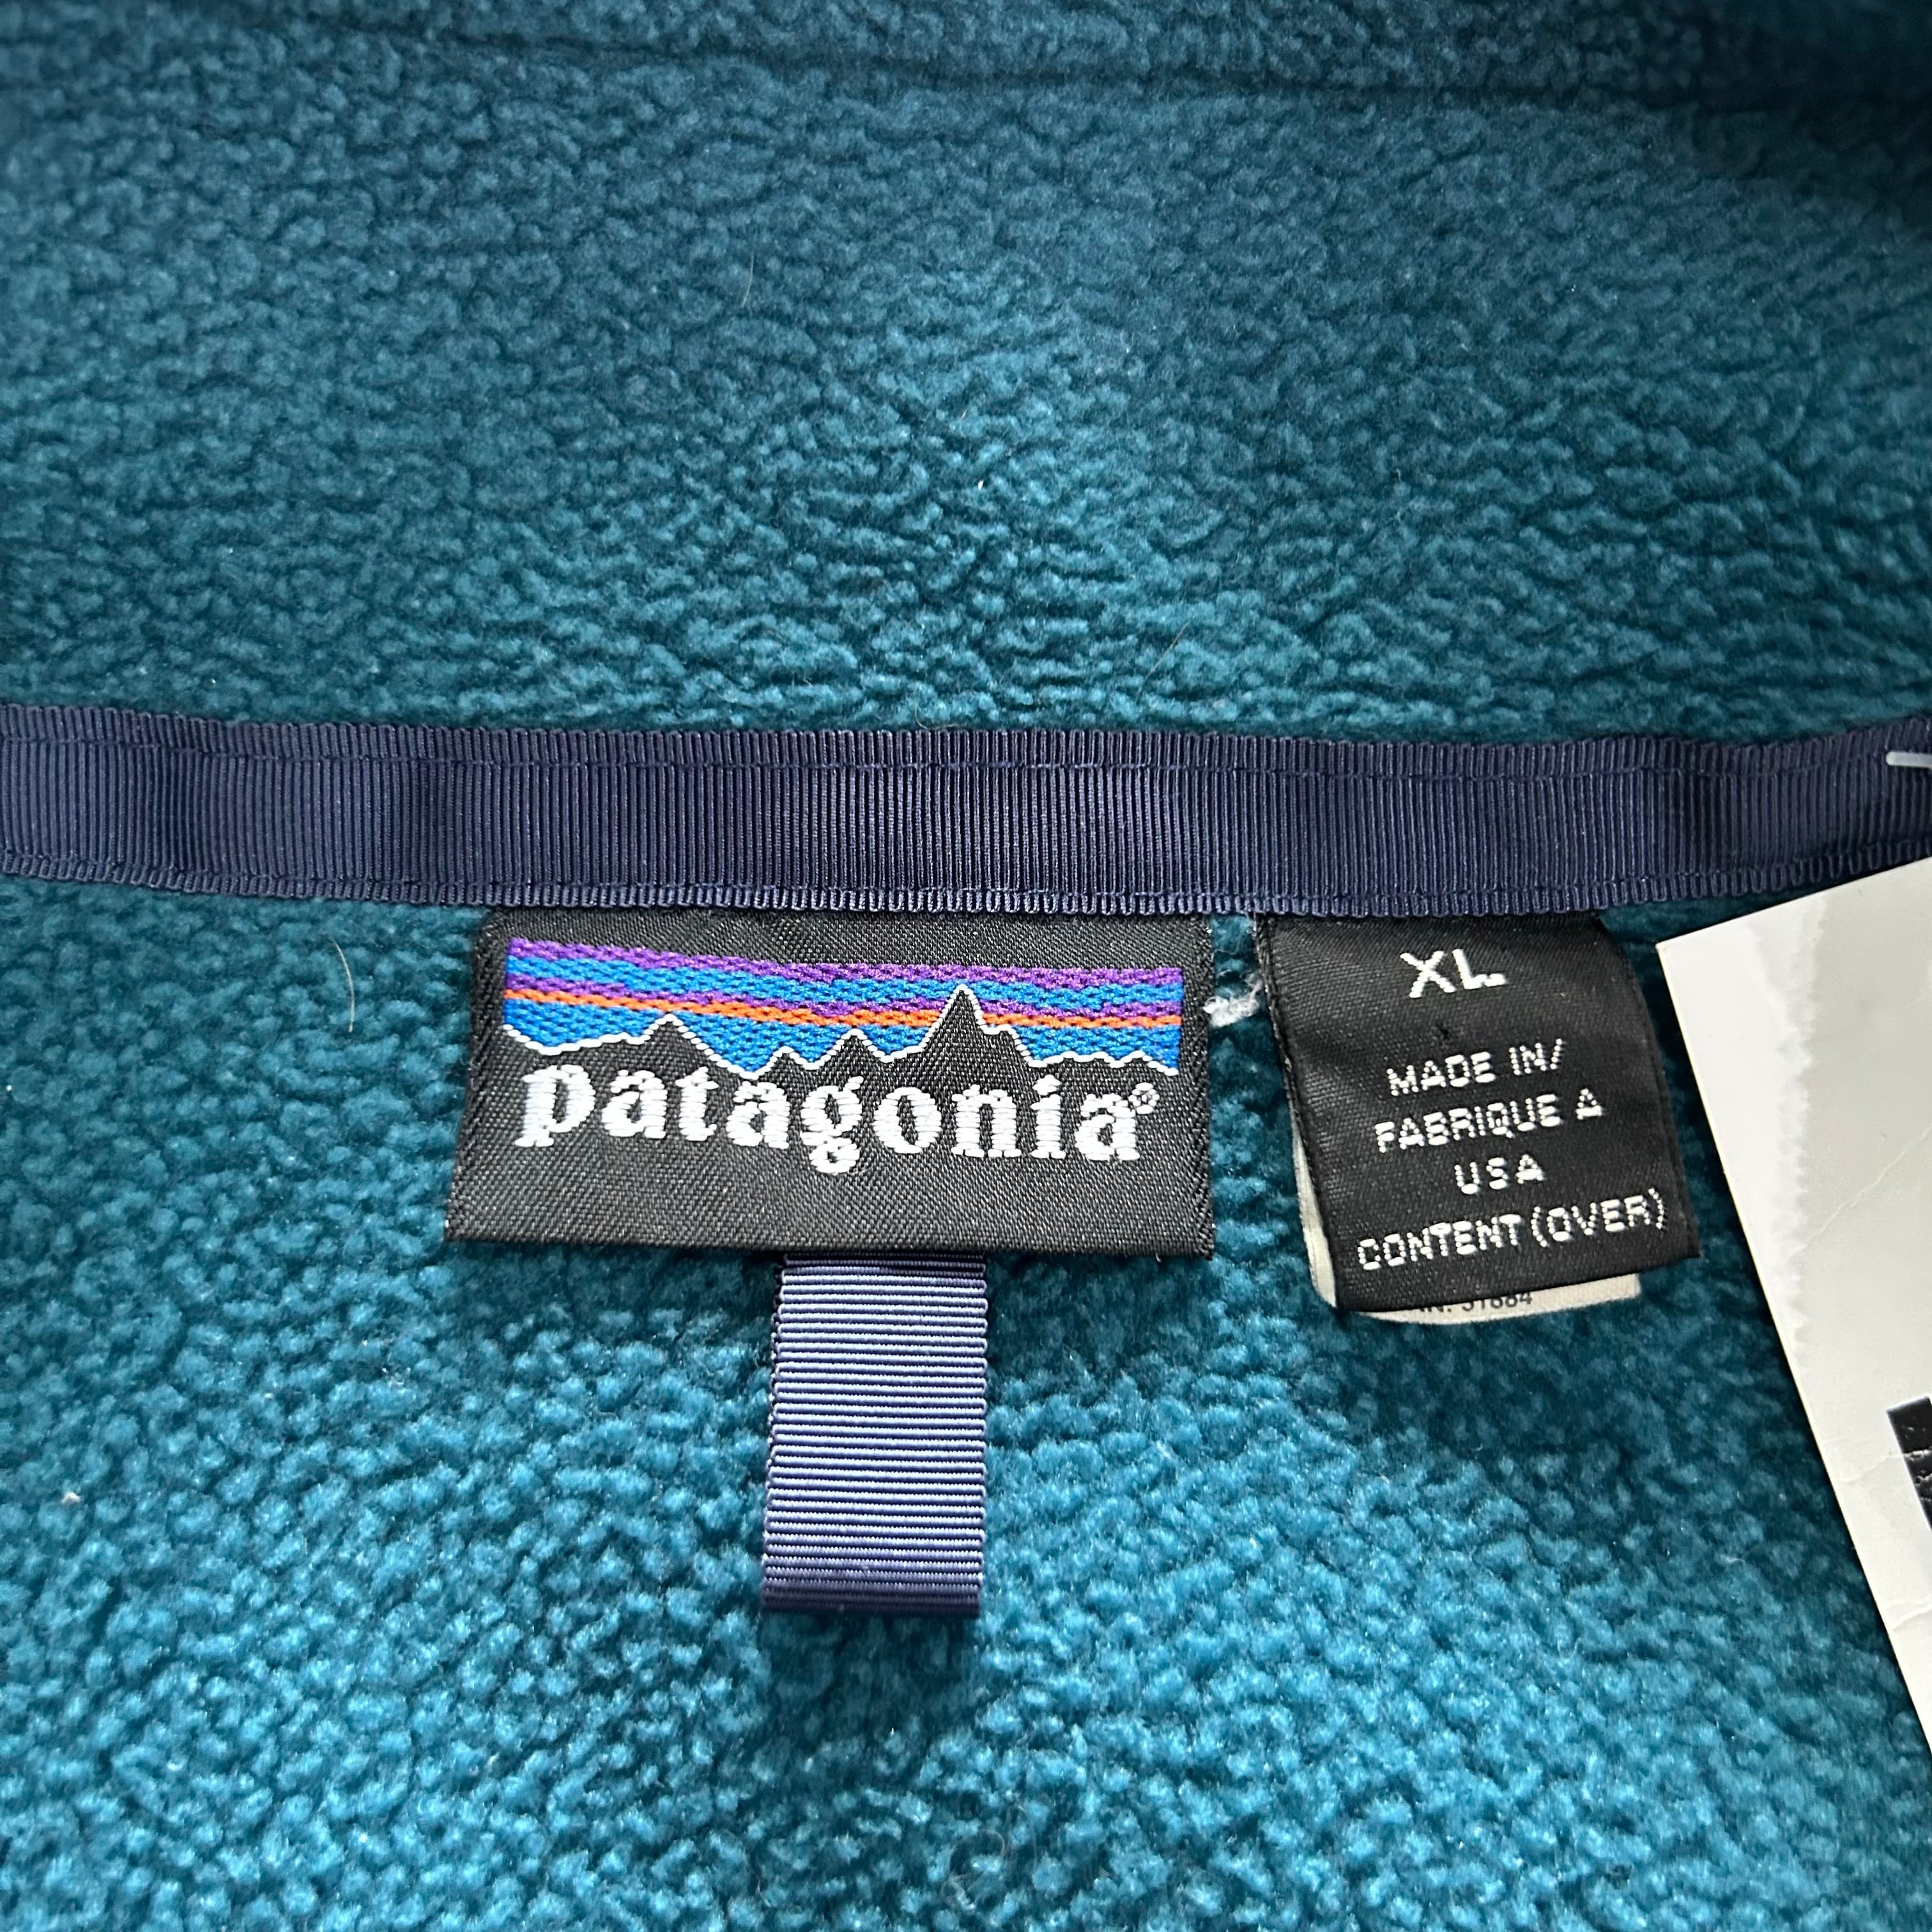 patagonia®
XL
MADE IN/
FABRIQUE A
USA
CONTENT (OVER)